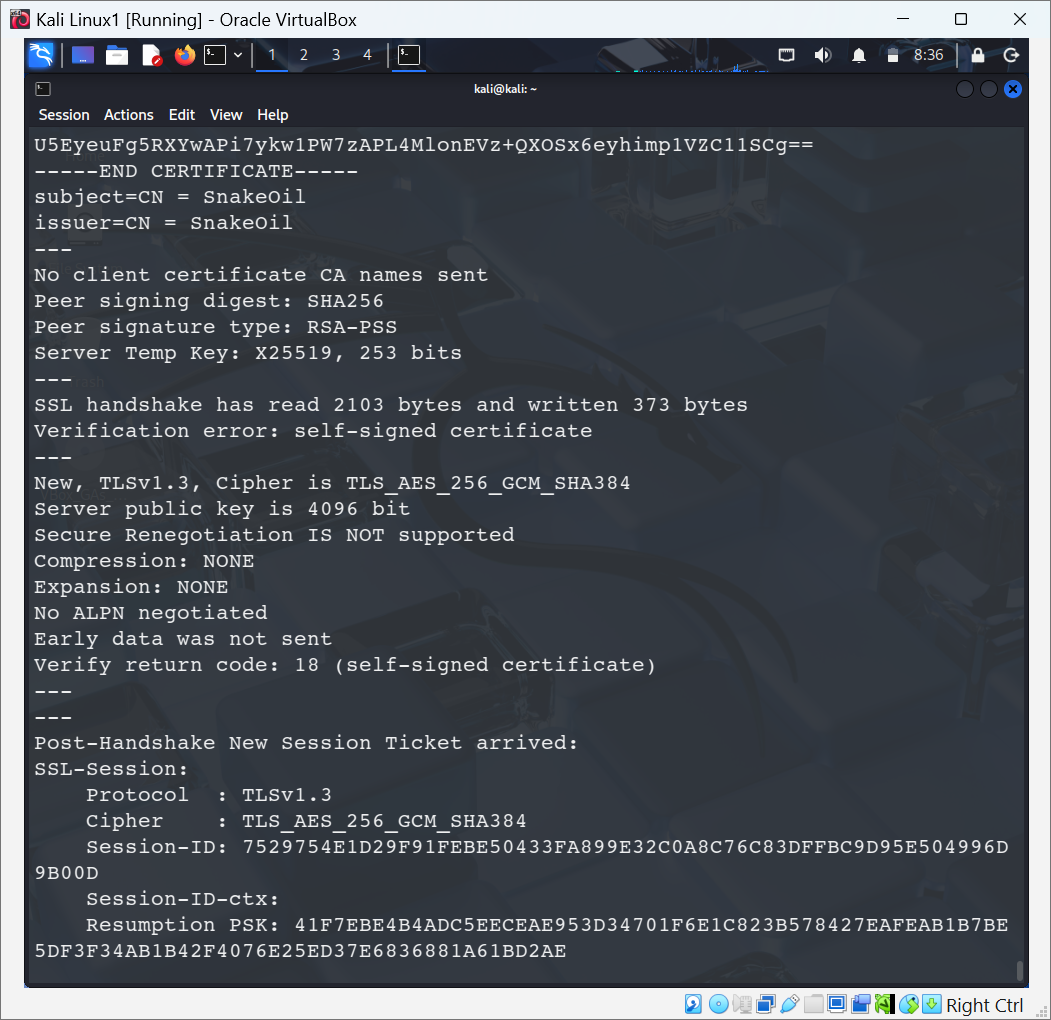 Kali Linux1 [Running] - Oracle VirtualBox
1 2 3 4 8:36
kali@kali: ~
Session Actions Edit View Help
U5EyeuFg5RXYwAPi7ykw1PW7zAPL4MlonEVz+QXOSx6eyhimp1VZC11SCg==
-----END CERTIFICATE-----
subject=CN = SnakeOil
issuer=CN = SnakeOil
---
No client certificate CA names sent
Peer signing digest: SHA256
Peer signature type: RSA-PSS
Server Temp Key: X25519, 253 bits
---
SSL handshake has read 2103 bytes and written 373 bytes
Verification error: self-signed certificate
---
New, TLSv1.3, Cipher is TLS_AES_256_GCM_SHA384
Server public key is 4096 bit
Secure Renegotiation IS NOT supported
Compression: NONE
Expansion: NONE
No ALPN negotiated
Early data was not sent
Verify return code: 18 (self-signed certificate)
---
---
Post-Handshake New Session Ticket arrived:
SSL-Session:
    Protocol  : TLSv1.3
    Cipher    : TLS_AES_256_GCM_SHA384
    Session-ID: 7529754E1D29F91FEBE50433FA899E32C0A8C76C83DFFBC9D95E504996D
9B00D
    Session-ID-ctx:
    Resumption PSK: 41F7EBE4B4ADC5EECEAE953D34701F6E1C823B578427EAFEAB1B7BE
5DF3F34AB1B42F4076E25ED37E6836881A61BD2AE
Right Ctrl